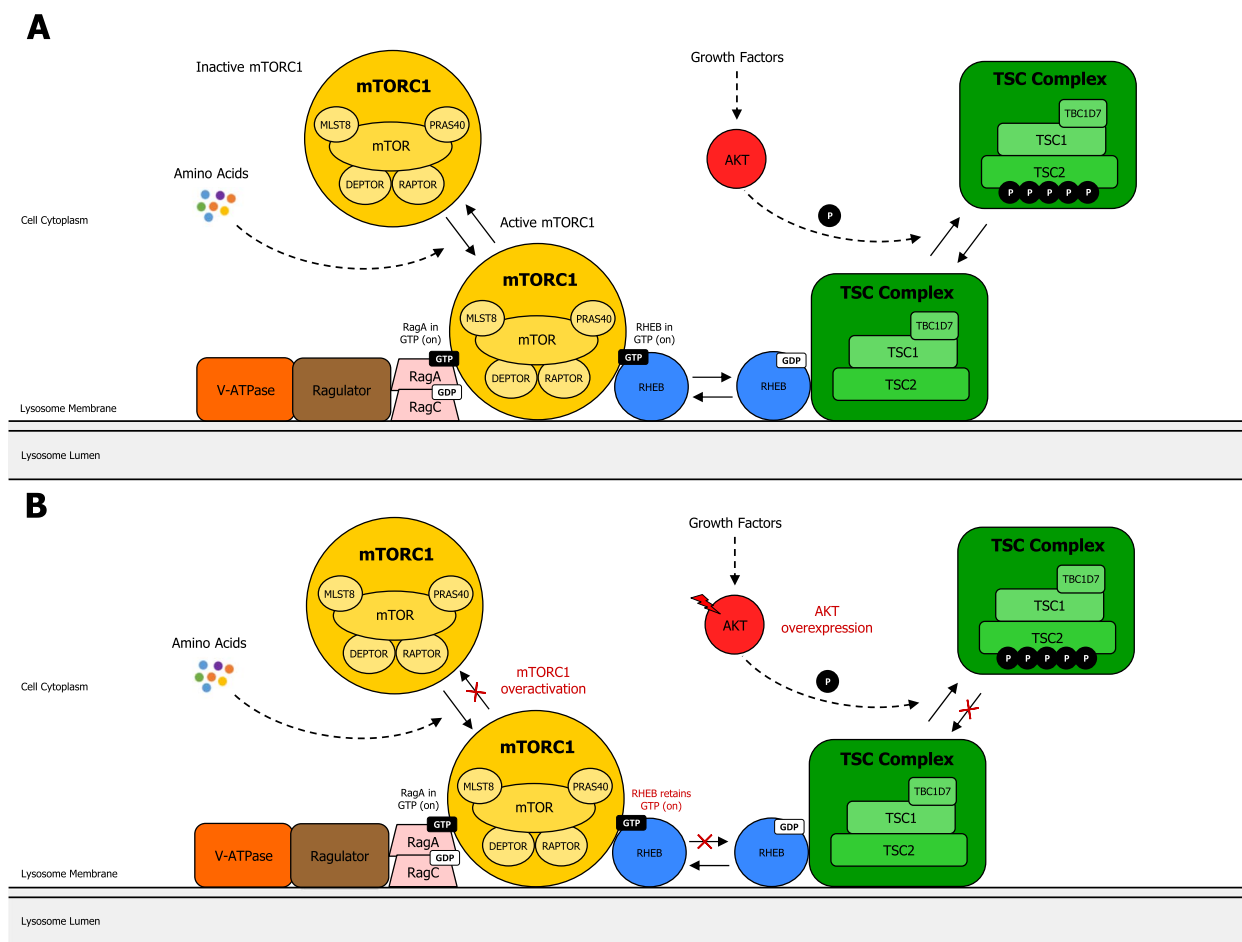 A
Inactive mTORC1
mTORC1
MLST8
PRAS40
mTOR
DEPTOR
RAPTOR
Amino Acids
Cell Cytoplasm
Growth Factors
AKT
P
TSC Complex
TBC1D7
TSC1
TSC2
P P P P P
Active mTORC1
mTORC1
MLST8
PRAS40
mTOR
DEPTOR
RAPTOR
RagA in
GTP (on)
GTP
RagA
GDP
RagC
V-ATPase
Ragulator
RHEB in
GTP (on)
GTP
RHEB
GDP
RHEB
TSC Complex
TBC1D7
TSC1
TSC2
Lysosome Membrane
Lysosome Lumen
B
mTORC1
MLST8
PRAS40
mTOR
DEPTOR
RAPTOR
Amino Acids
Cell Cytoplasm
mTORC1
overactivation
Growth Factors
AKT
AKT
overexpression
P
TSC Complex
TBC1D7
TSC1
TSC2
P P P P P
mTORC1
MLST8
PRAS40
mTOR
DEPTOR
RAPTOR
RagA in
GTP (on)
GTP
RagA
GDP
RagC
V-ATPase
Ragulator
RHEB retains
GTP (on)
GTP
RHEB
GDP
RHEB
TSC Complex
TBC1D7
TSC1
TSC2
Lysosome Membrane
Lysosome Lumen